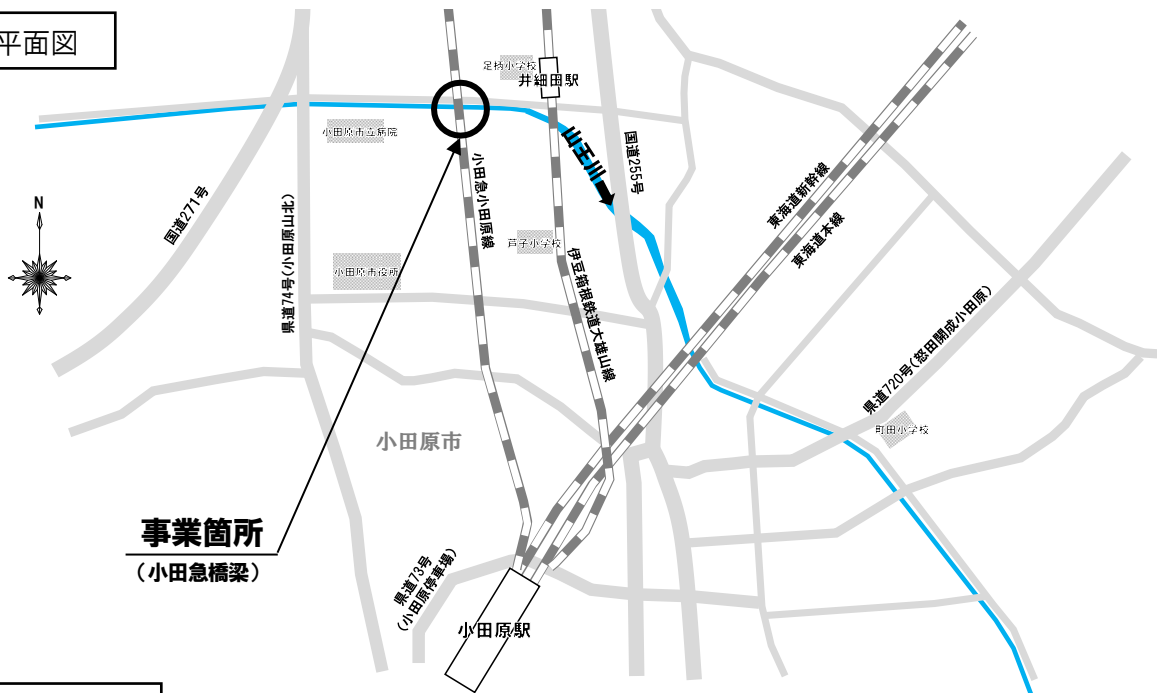 平面図
足柄小学校
井細田駅
小田原市立病院
山王川
国道255号
小田急小田原線
国道271号
N
県道74号(小田原山北)
東海道新幹線
東海道本線
芦子小学校
伊豆箱根鉄道大雄山線
小田原市役所
県道720号(怒田開成小田原)
町田小学校
小田原市
事業箇所
(小田急橋梁)
県道73号
(小田原停車場)
小田原駅